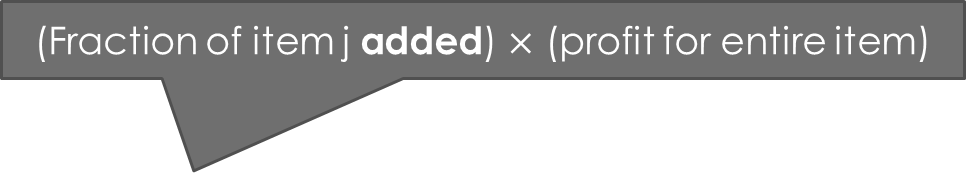 (Fraction of item j added) × (profit for entire item)